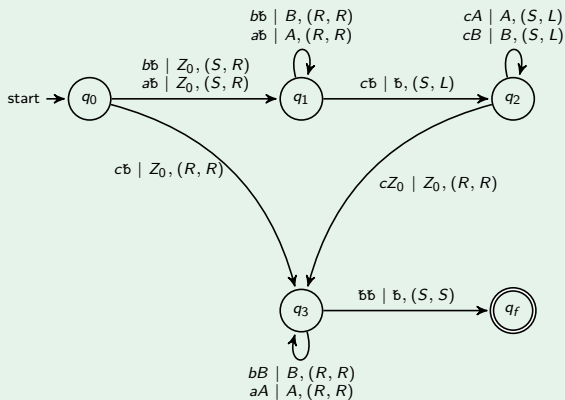 bƀ | B, (R, R)
aƀ | A, (R, R)
cA | A, (S, L)
cB | B, (S, L)
bƀ | Z₀, (S, R)
aƀ | Z₀, (S, R)
cƀ | ƀ, (S, L)
start
q₀
q₁
q₂
cƀ | Z₀, (R, R)
cZ₀ | Z₀, (R, R)
ƀƀ | ƀ, (S, S)
q₃
q_f
bB | B, (R, R)
aA | A, (R, R)